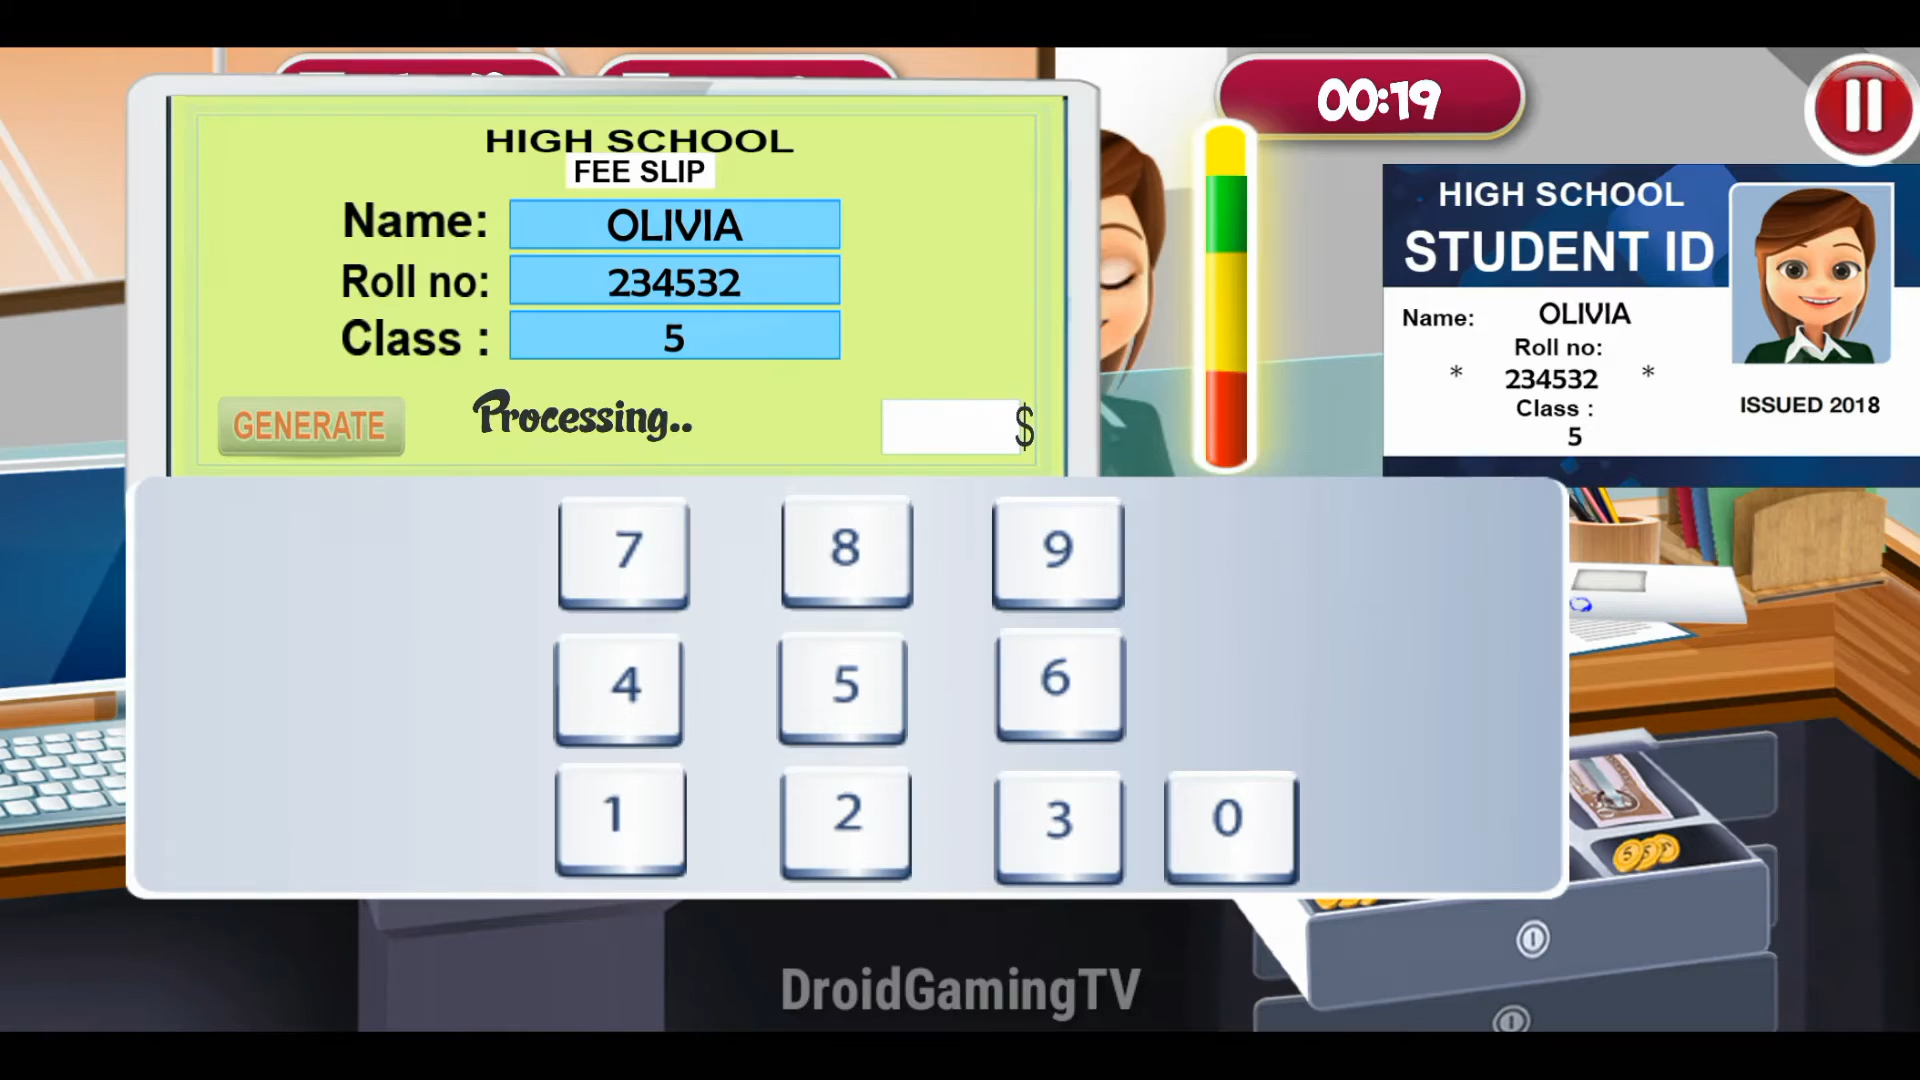 00:19
HIGH SCHOOL
FEE SLIP
Name: OLIVIA
Roll no: 234532
Class : 5
GENERATE
Processing..
$
HIGH SCHOOL
STUDENT ID
Name: OLIVIA
Roll no:
* 234532 *
Class :
5
ISSUED 2018
7 8 9
4 5 6
1 2 3 0
DroidGamingTV